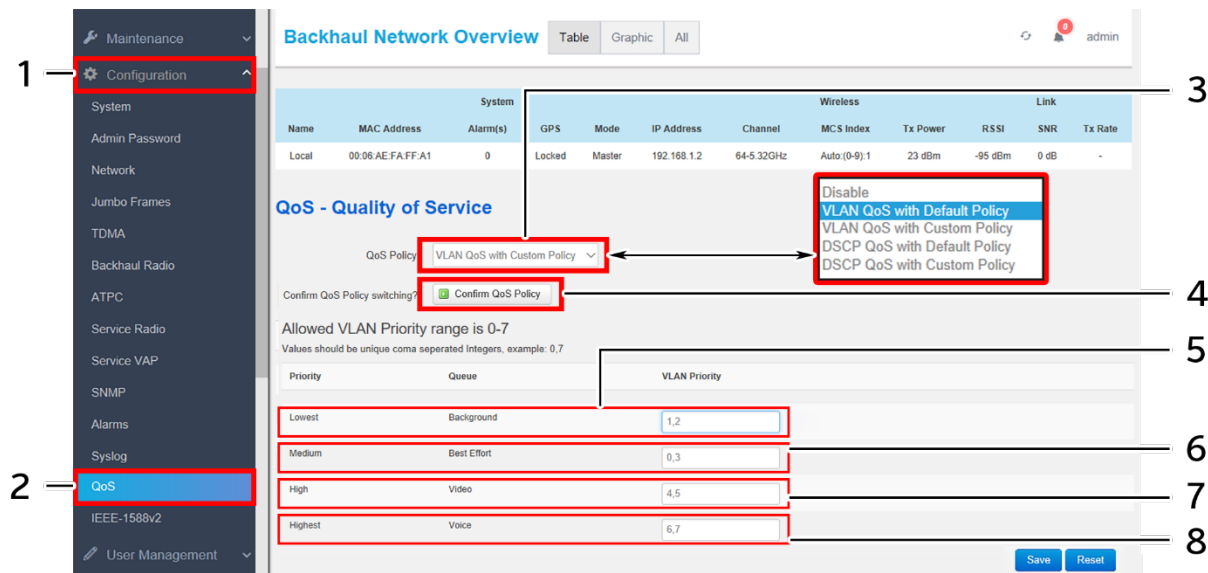 Maintenance
Backhaul Network Overview Table Graphic All 0 admin
1 Configuration
3
System
System Wireless Link
Name MAC Address Alarm(s) GPS Mode IP Address Channel MCS Index Tx Power RSSI SNR Tx Rate
Admin Password
Local 00:06:AE:FA:FF:A1 0 Locked Master 192.168.1.2 64-5.32GHz Auto:(0-9):1 23 dBm -95 dBm 0 dB -
Network
Jumbo Frames
TDMA
Backhaul Radio
ATPC
Service Radio
Service VAP
SNMP
Alarms
Syslog
2 QoS
IEEE-1588v2
User Management
QoS - Quality of Service
QoS Policy VLAN QoS with Custom Policy
Disable
VLAN QoS with Default Policy
VLAN QoS with Custom Policy
DSCP QoS with Default Policy
DSCP QoS with Custom Policy
Confirm QoS Policy switching? Confirm QoS Policy 4
Allowed VLAN Priority range is 0-7
Values should be unique coma seperated Integers, example: 0,7
5
Priority Queue VLAN Priority
Lowest Background 1,2
Medium Best Effort 0,3 6
High Video 4,5 7
Highest Voice 6,7 8
Save Reset